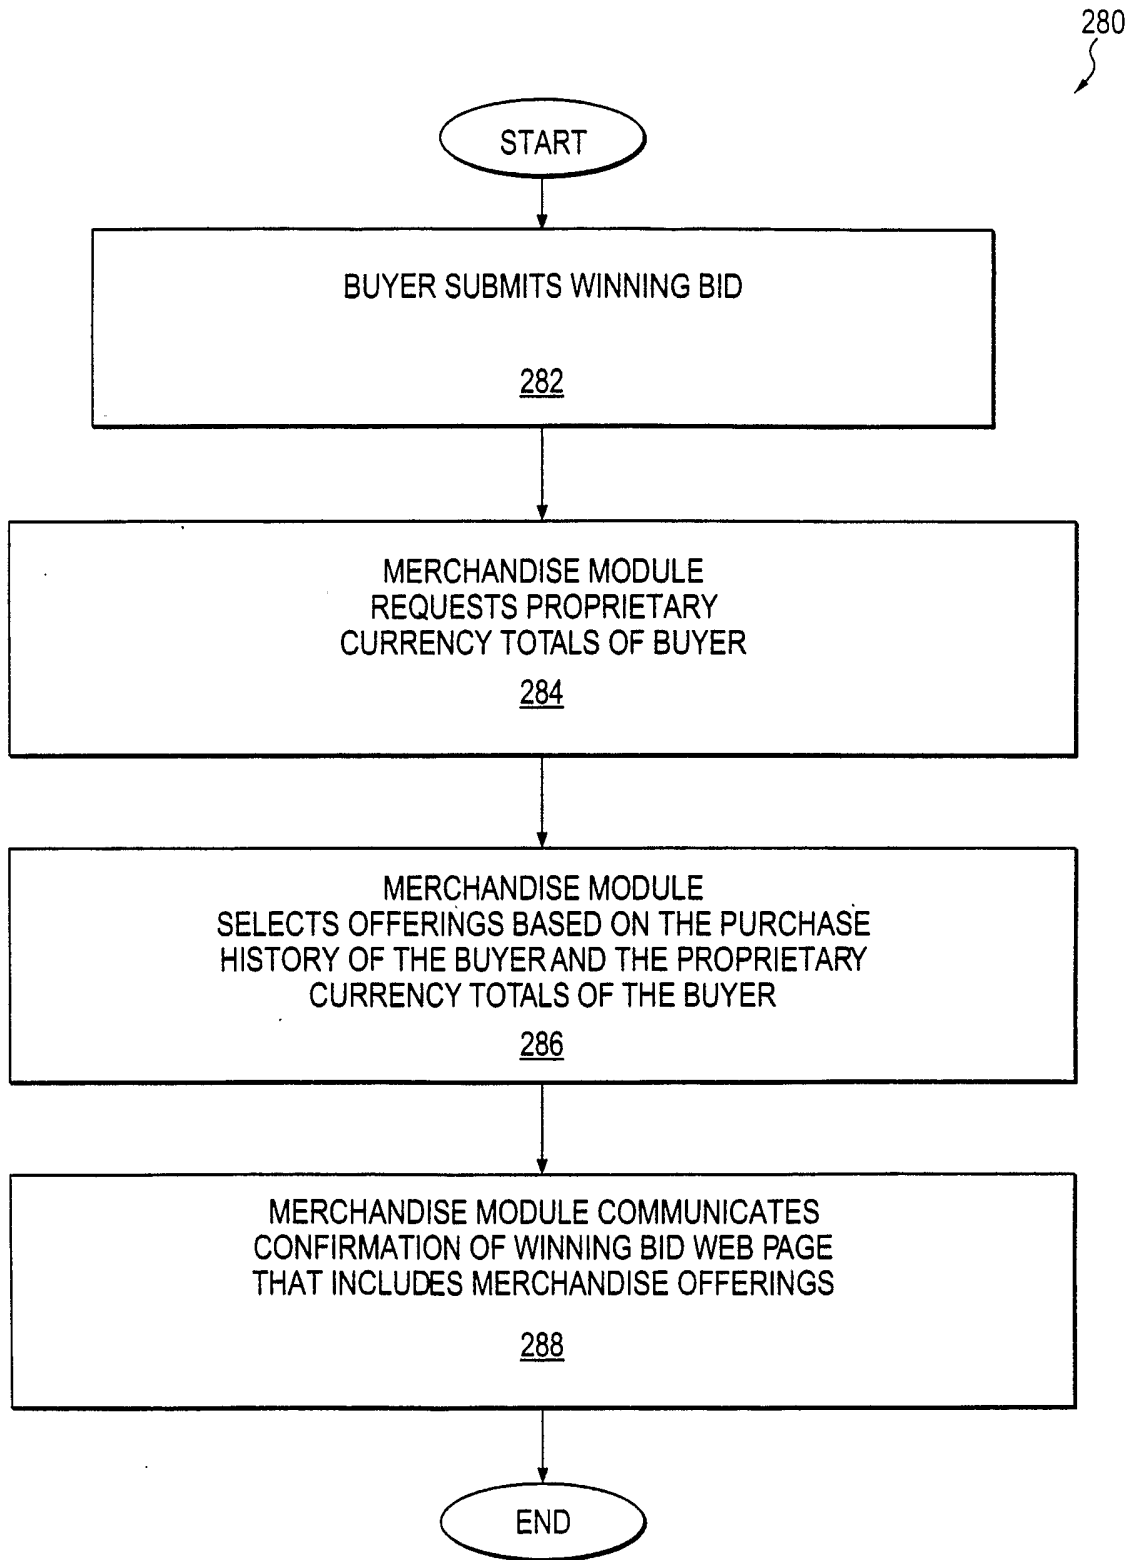 280
START
BUYER SUBMITS WINNING BID
282
MERCHANDISE MODULE
REQUESTS PROPRIETARY
CURRENCY TOTALS OF BUYER
284
MERCHANDISE MODULE
SELECTS OFFERINGS BASED ON THE PURCHASE
HISTORY OF THE BUYER AND THE PROPRIETARY
CURRENCY TOTALS OF THE BUYER
286
MERCHANDISE MODULE COMMUNICATES
CONFIRMATION OF WINNING BID WEB PAGE
THAT INCLUDES MERCHANDISE OFFERINGS
288
END